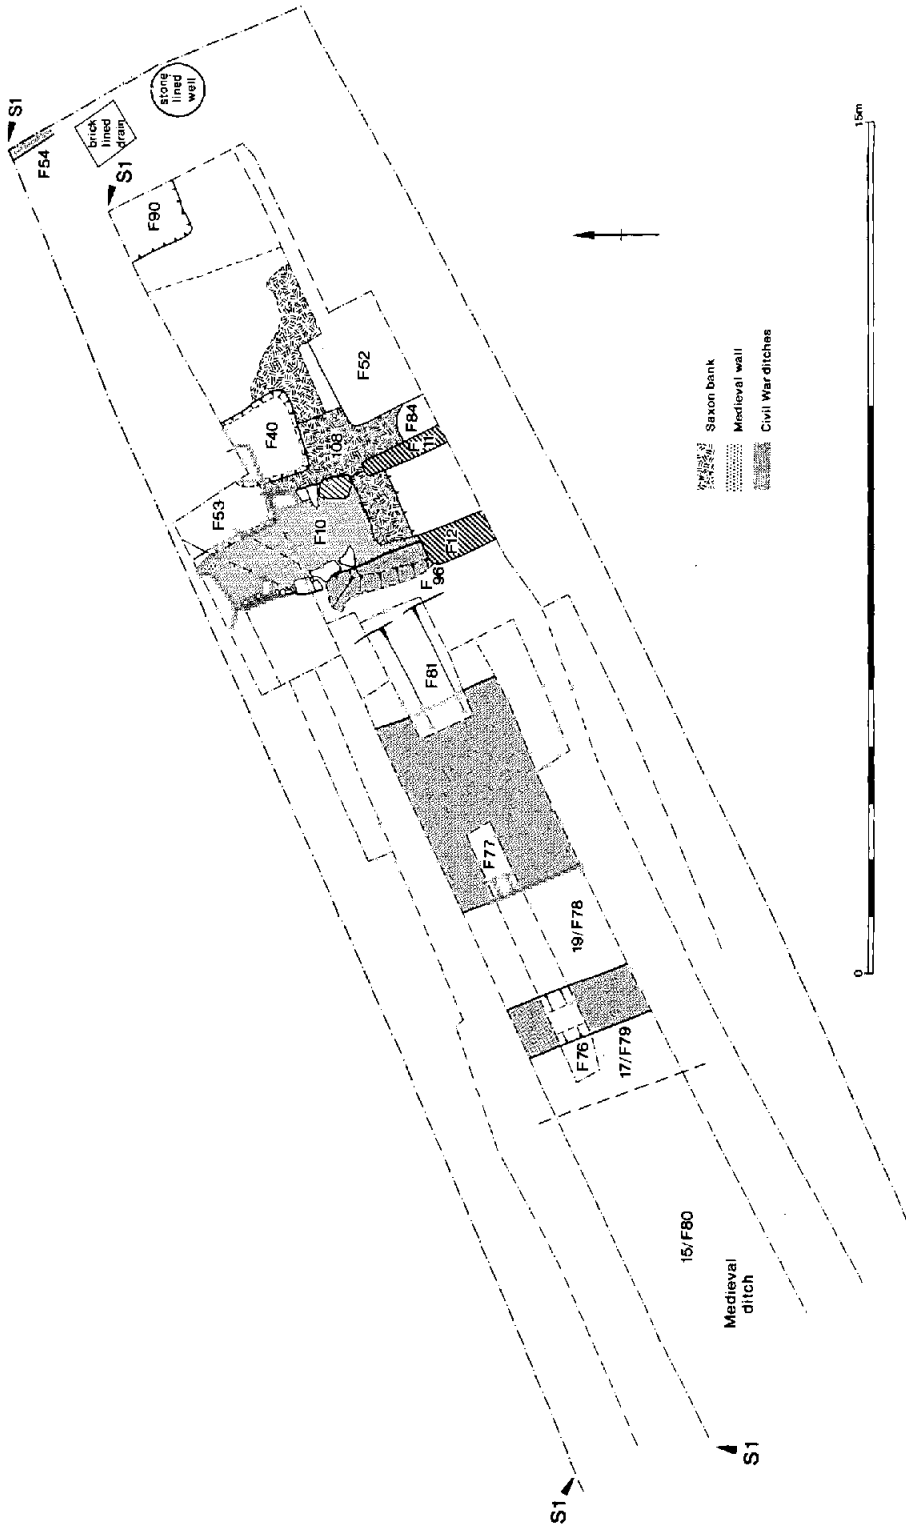 S1
F54
brick
lined
drain
stone
lined
well
S1
F90
F52
F40
108
F84
F
11
F53
F10
F12
F
96
F81
F77
19/F78
F76
17/F79
15/F80
Medieval
ditch
S1
S1
Saxon bank
Medieval wall
Civil War ditches
0
15m